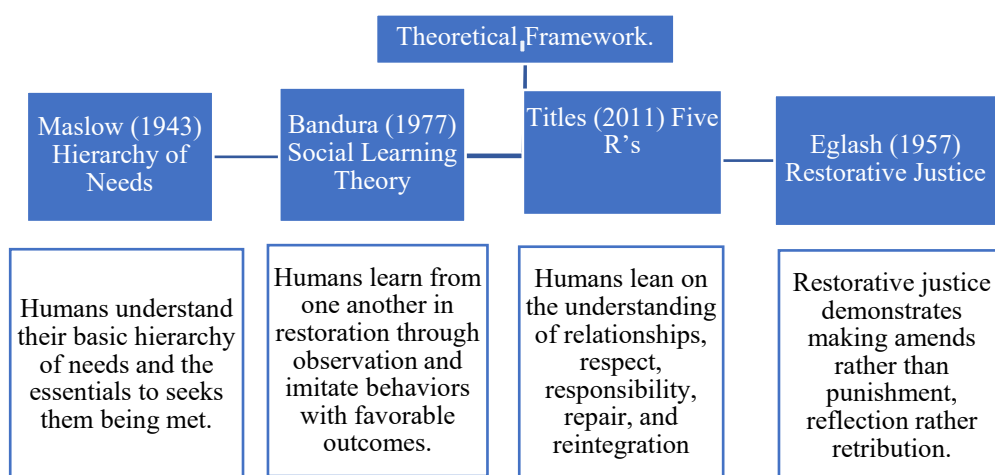 Theoretical Framework.
Maslow (1943)
Hierarchy of
Needs
Bandura (1977)
Social Learning
Theory
Titles (2011) Five
R's
Eglash (1957)
Restorative Justice
Humans understand
their basic hierarchy
of needs and the
essentials to seeks
them being met.
Humans learn from
one another in
restoration through
observation and
imitate behaviors
with favorable
outcomes.
Humans lean on
the understanding
of relationships,
respect,
responsibility,
repair, and
reintegration
Restorative justice
demonstrates
making amends
rather than
punishment,
reflection rather
retribution.